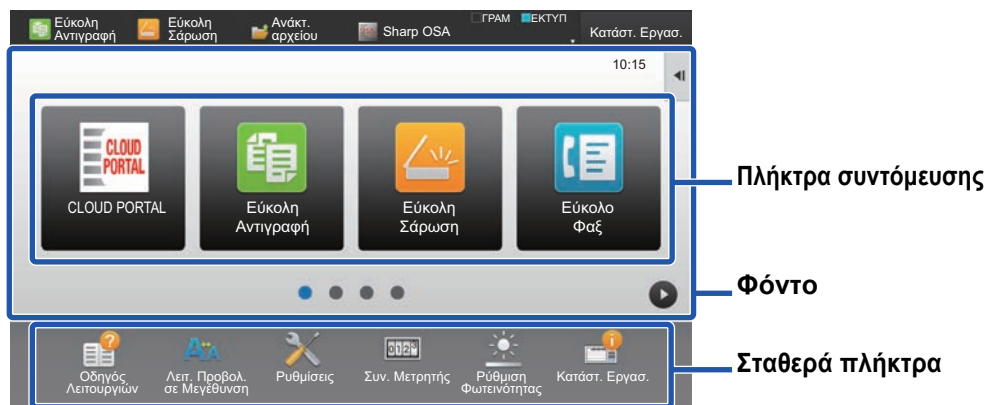 Εύκολη
Αντιγραφή
Εύκολη
Σάρωση
Ανάκτ.
αρχείου
Sharp OSA
ΓΡΑΜ
ΕΚΤΥΠ
Κατάστ. Εργασ.
10:15
CLOUD
PORTAL
CLOUD PORTAL
Εύκολη
Αντιγραφή
Εύκολη
Σάρωση
Εύκολο
Φαξ
Πλήκτρα συντόμευσης
Φόντο
Οδηγός
Λειτουργιών
Λειτ. Προβολ.
σε Μεγέθυνση
Ρυθμίσεις
Συν. Μετρητής
Ρύθμιση
Φωτεινότητας
Κατάστ. Εργασ.
Σταθερά πλήκτρα